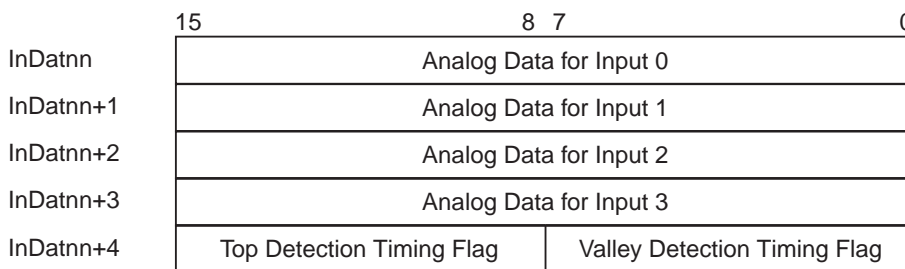 15 8 7 0
InDatnn Analog Data for Input 0
InDatnn+1 Analog Data for Input 1
InDatnn+2 Analog Data for Input 2
InDatnn+3 Analog Data for Input 3
InDatnn+4 Top Detection Timing Flag Valley Detection Timing Flag